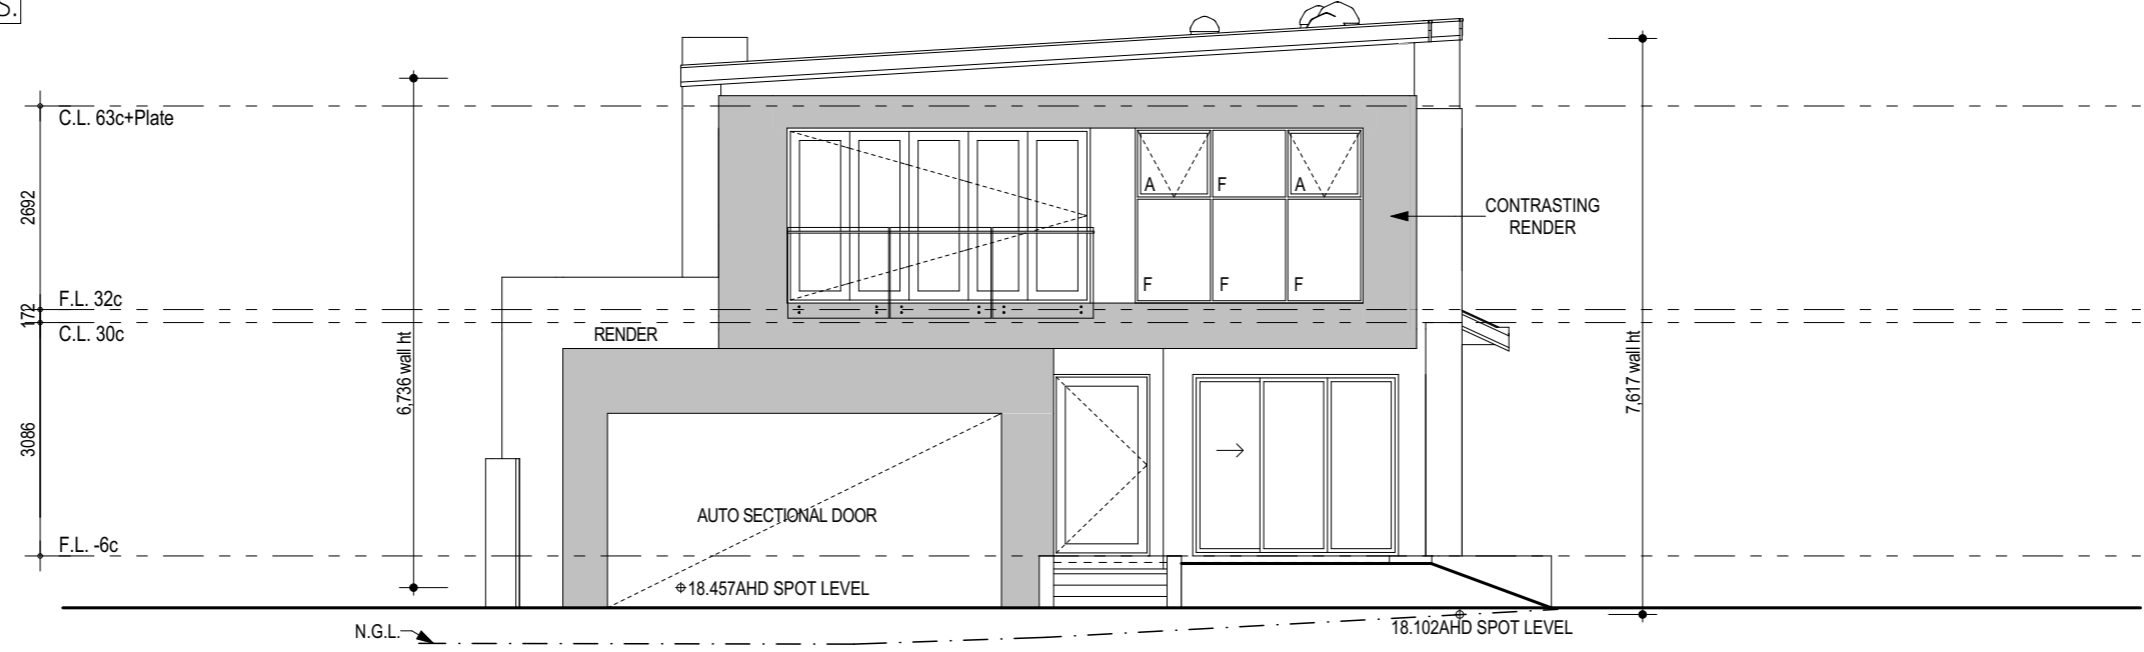 S.
C.L. 63c+Plate
2692
F.L. 32c
172
C.L. 30c
3086
F.L. -6c
6,736 wall ht
RENDER
A
F
A
F
F
F
CONTRASTING
RENDER
7,617 wall ht
AUTO SECTIONAL DOOR
18.457AHD SPOT LEVEL
N.G.L.
18.102AHD SPOT LEVEL